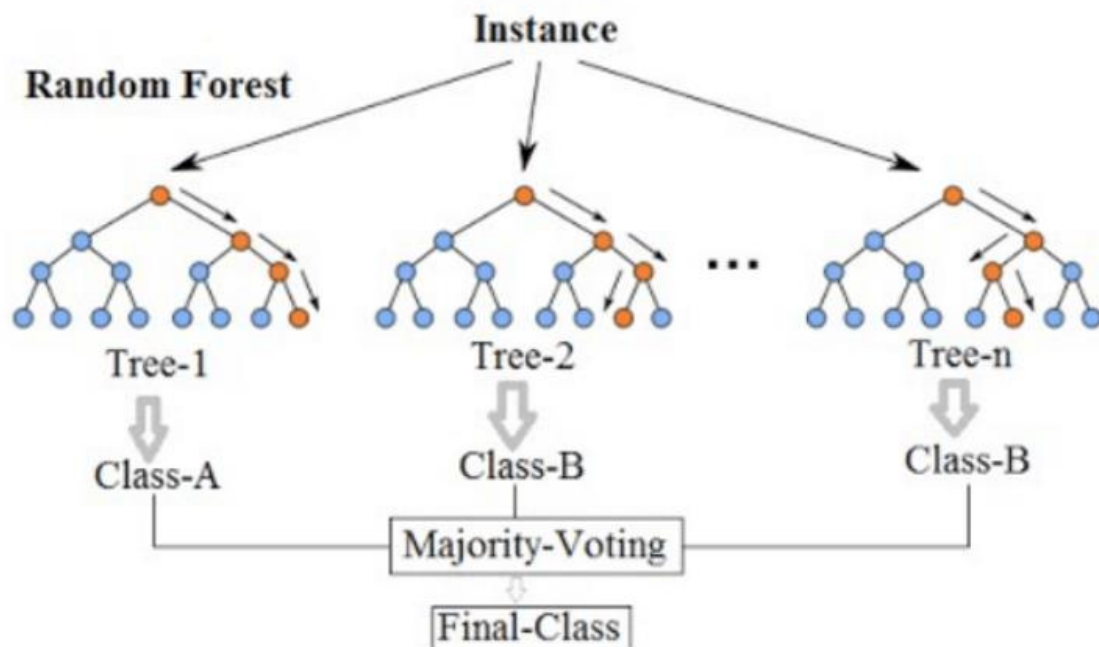 Instance
Random Forest
...
Tree-1
Tree-2
Tree-n
Class-A
Class-B
Class-B
Majority-Voting
Final-Class